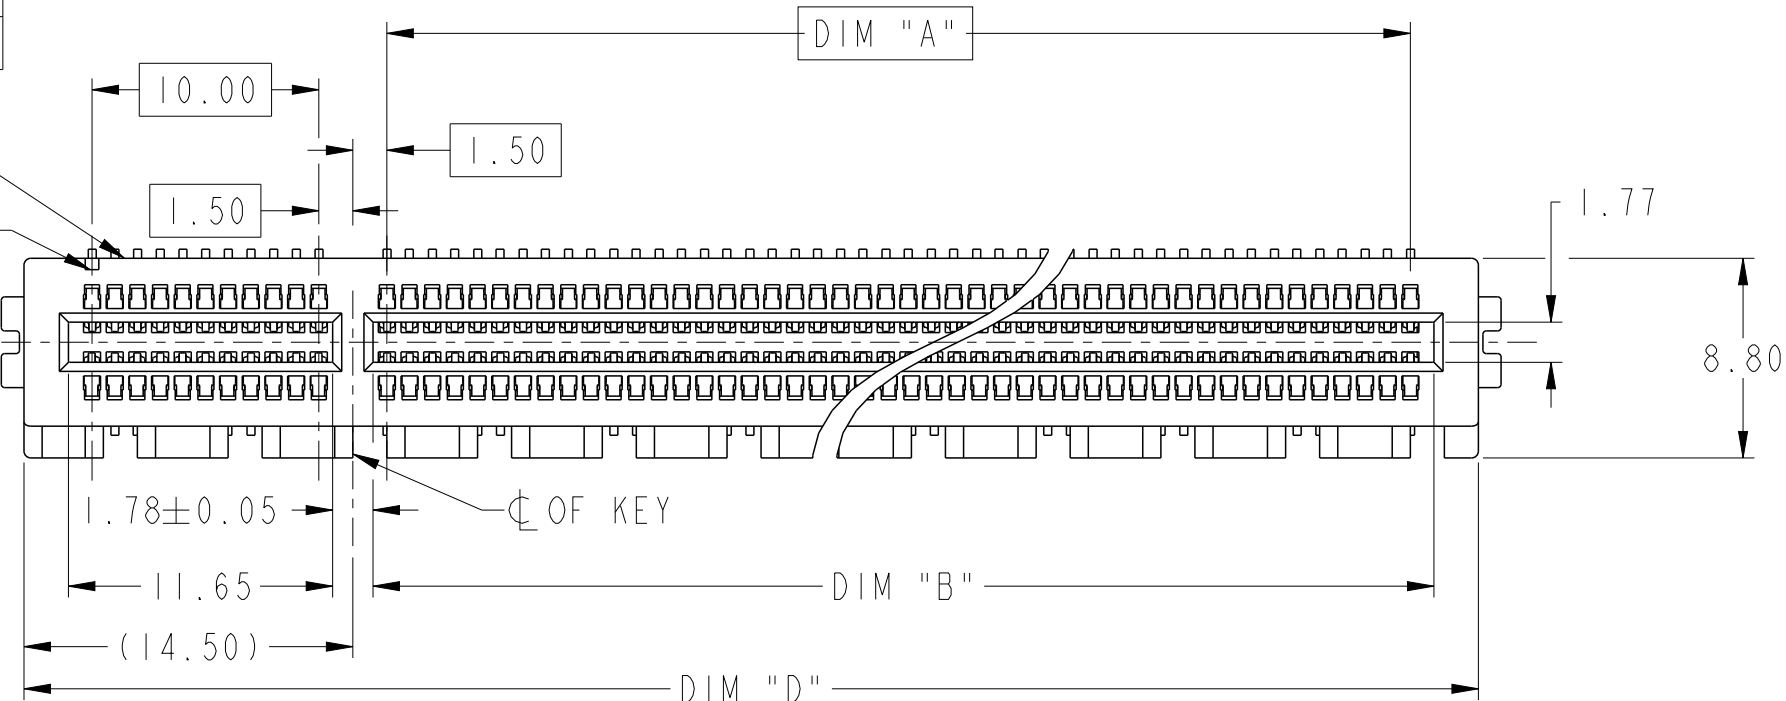 DIM "A"
10.00
1.50
1.50
1.77
8.80
1.78±0.05
℄ OF KEY
11.65
DIM "B"
(14.50)
DIM "D"